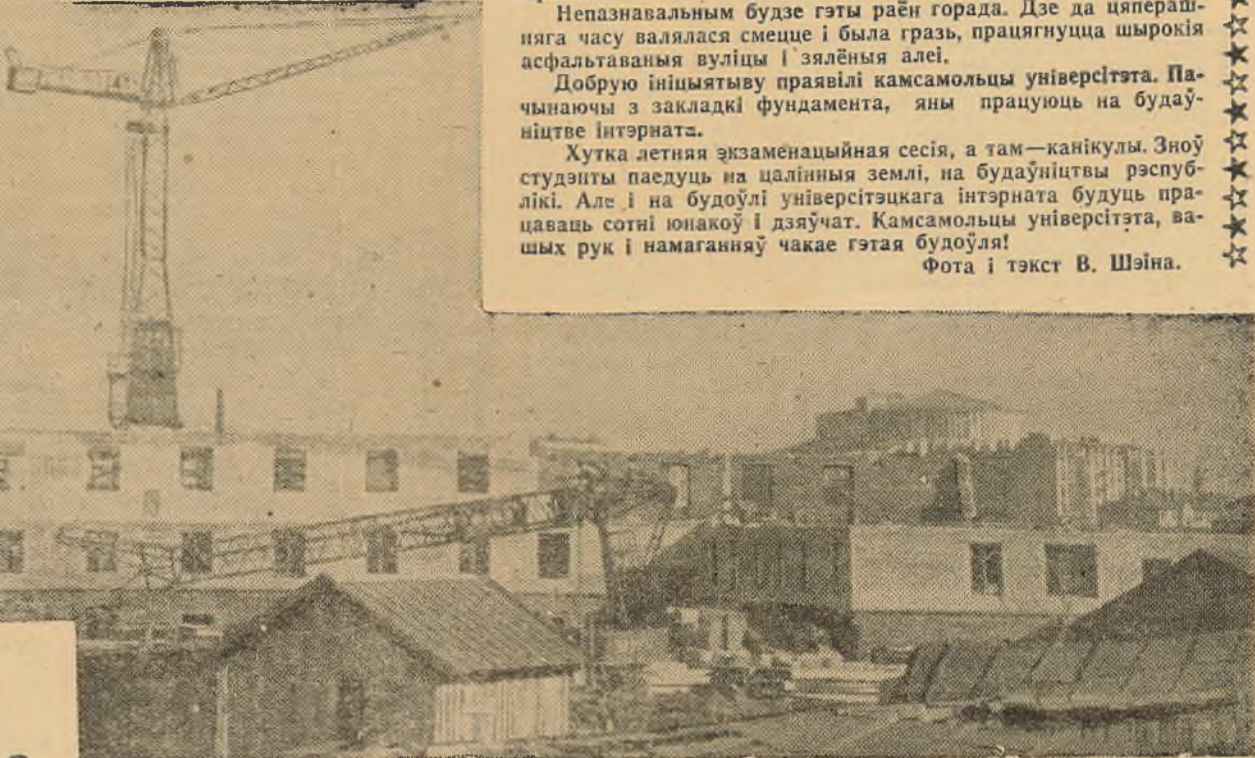 Непазнавальным будзе гэты раён горада. Дзе да цяпераш-
няга часу валялася смецце і была гразь, працягнуцца шырокія
асфальтаваныя вуліцы і зялёныя алеі.
Добрую ініцыятыву праявілі камсамольцы універсітэта. Па-
чынаючы з закладкі фундамента, яны працуюць на будаў-
ніцтве інтэрната.
Хутка летняя экзаменацыйная сесія, а там—канікулы. Зноў
студэнты паедуць на цалінныя землі, на будаўніцтвы рэспуб-
лікі. Але і на будоўлі універсітэцкага інтэрната будуць пра-
цаваць сотні юнакоў і дзяўчат. Камсамольцы універсітэта, ва-
шых рук і намаганняў чакае гэтая будоўля!
Фота і тэкст В. Шэіна.